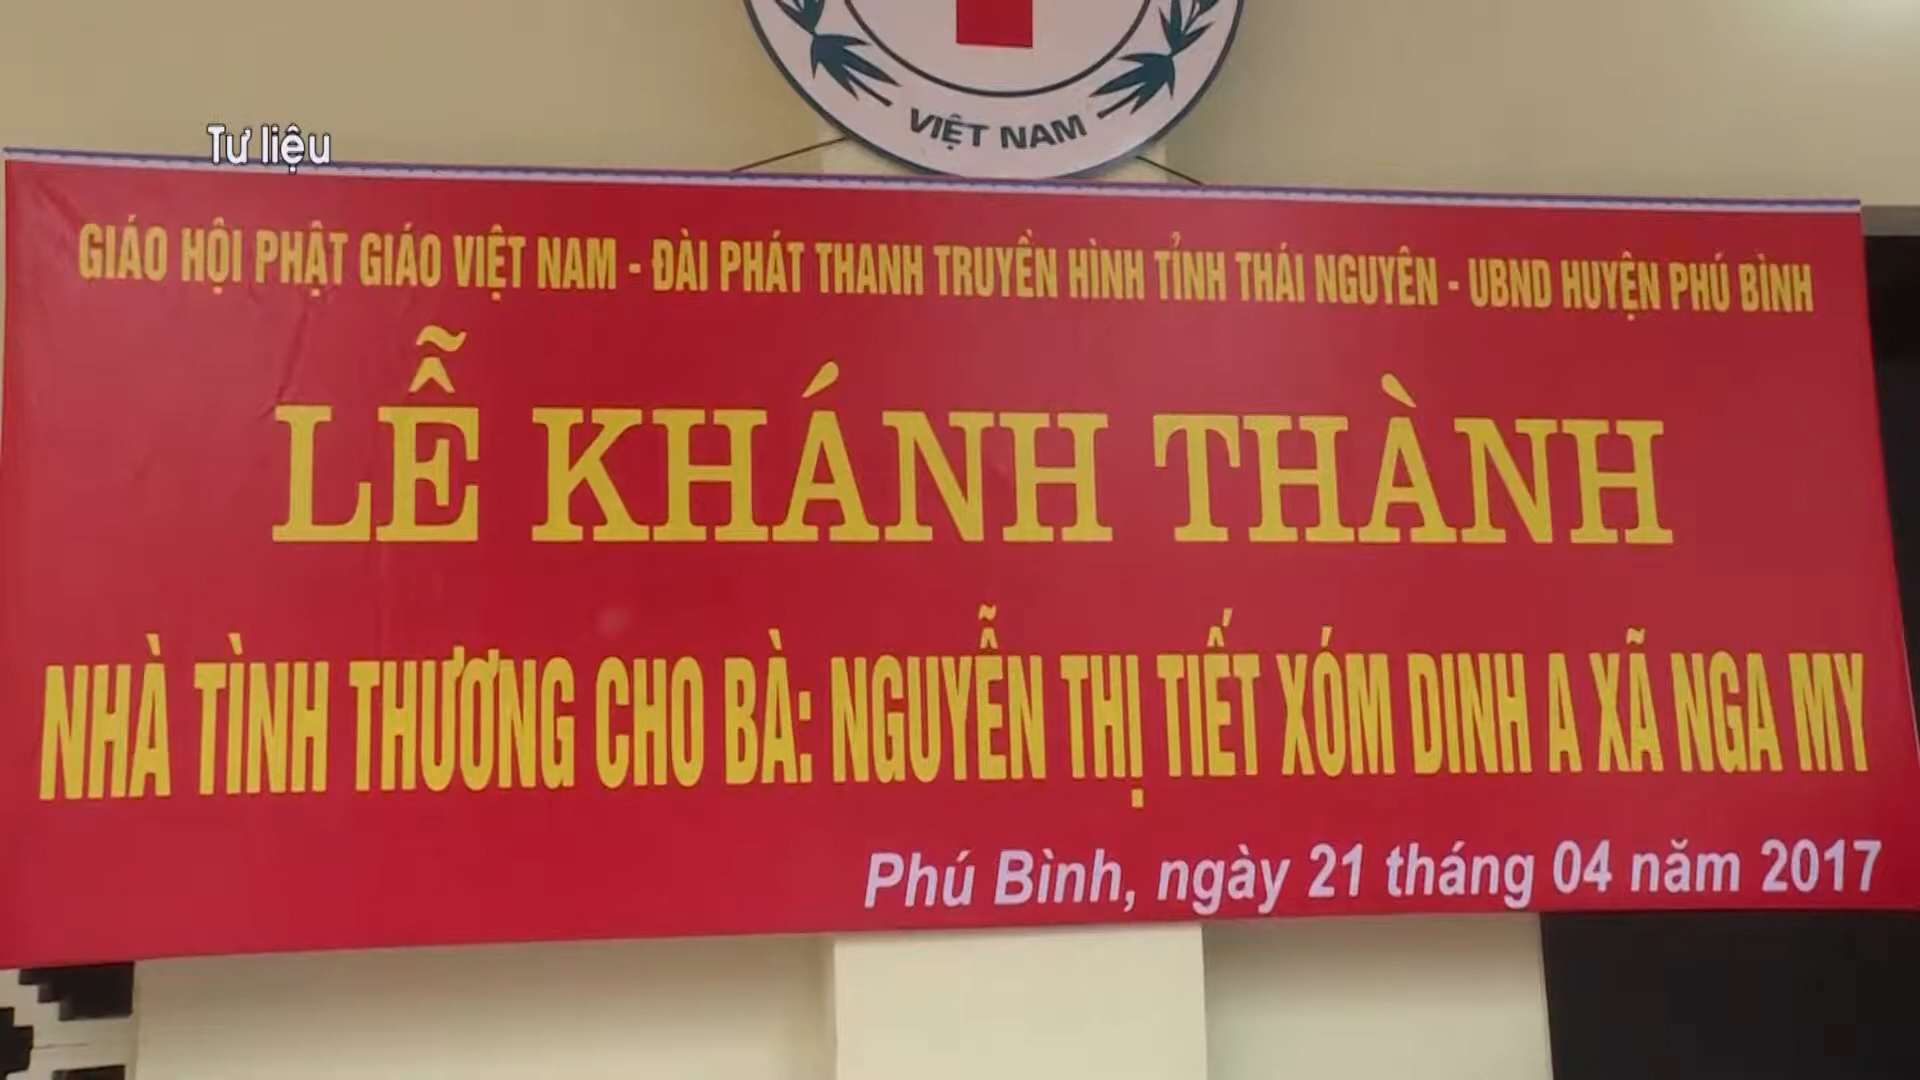 VIỆT NAM
Tư liệu
GIÁO HỘI PHẬT GIÁO VIỆT NAM - ĐÀI PHÁT THANH TRUYỀN HÌNH TỈNH THÁI NGUYÊN - UBND HUYỆN PHÚ BÌNH
LỄ KHÁNH THÀNH
NHÀ TÌNH THƯƠNG CHO BÀ: NGUYỄN THỊ TIẾT XÓM DINH A XÃ NGA MY
Phú Bình, ngày 21 tháng 04 năm 2017